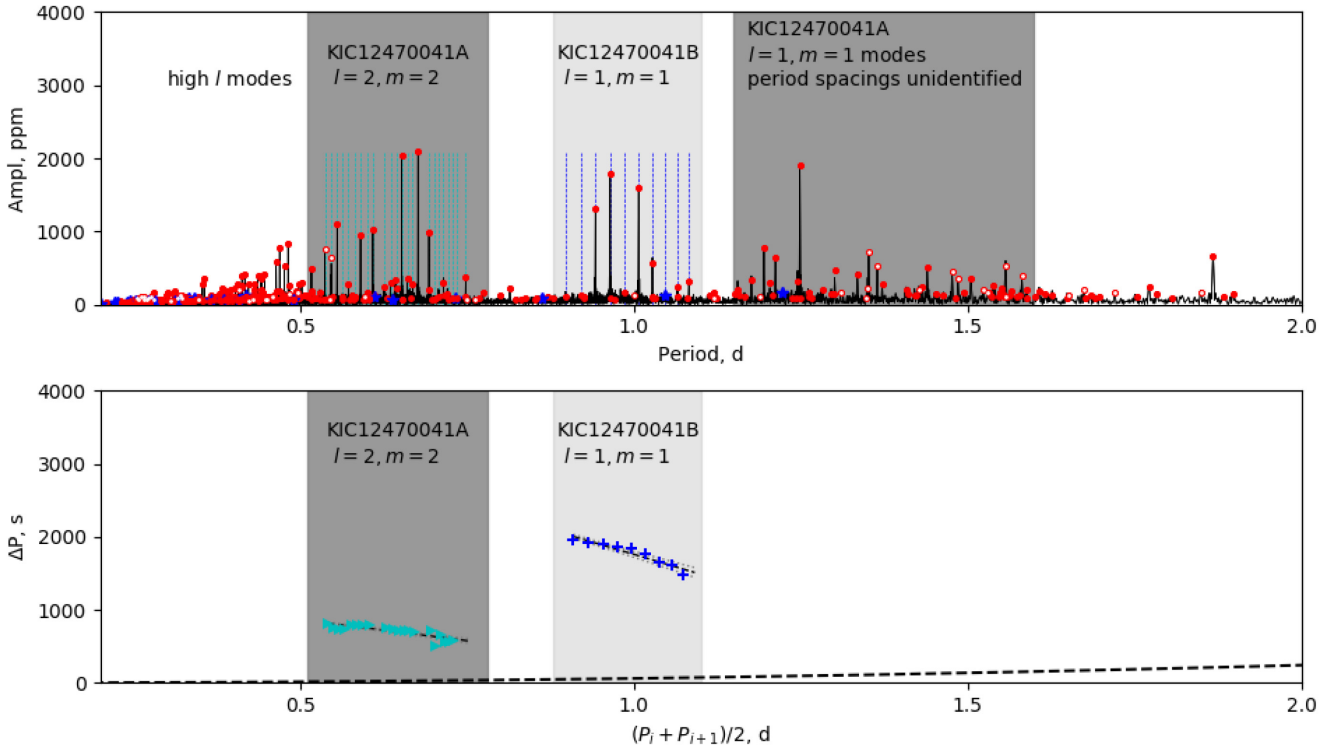 4000
3000
2000
1000
0
Ampl, ppm
high l modes
KIC12470041A
l = 2, m = 2
KIC12470041B
l = 1, m = 1
KIC12470041A
l = 1, m = 1 modes
period spacings unidentified
0.5
1.0
1.5
2.0
Period, d
4000
3000
2000
1000
0
ΔP, s
KIC12470041A
l = 2, m = 2
KIC12470041B
l = 1, m = 1
0.5
1.0
1.5
2.0
(P_i + P_{i+1})/2, d